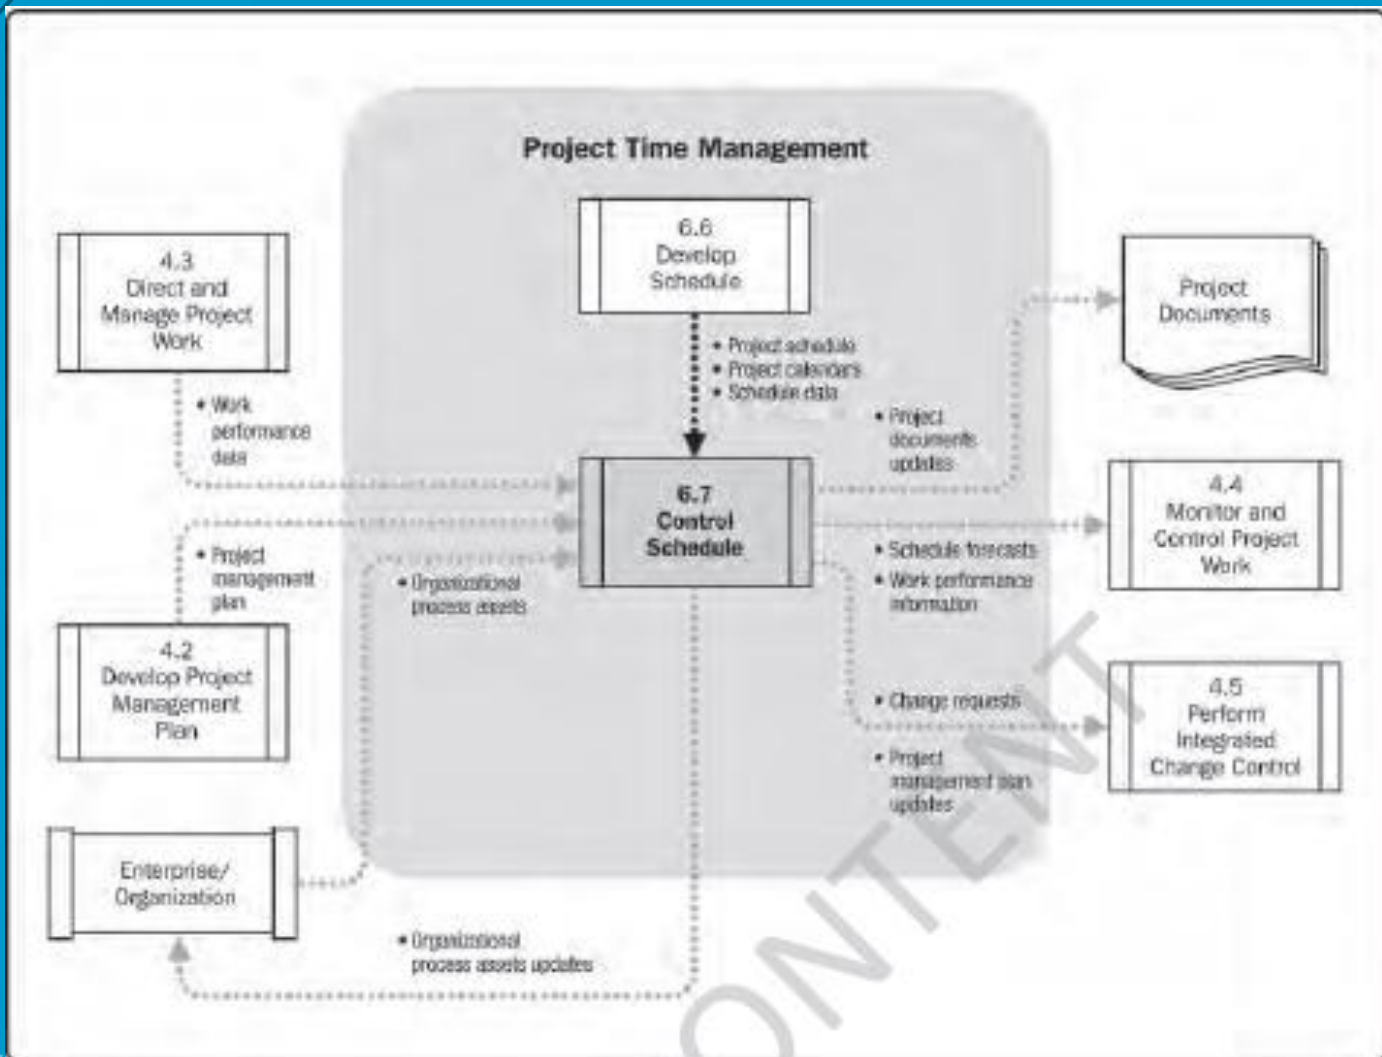 Project Time Management
6.6
Develop
Schedule
4.3
Direct and
Manage Project
Work
Project
Documents
• Project schedule
• Project calendars
• Schedule data
• Work
performance
data
• Project
documents
updates
6.7
Control
Schedule
4.4
Monitor and
Control Project
Work
• Project
management
plan
• Organizational
process assets
• Schedule forecasts
• Work performance
information
4.2
Develop Project
Management
Plan
• Change requests
• Project
management plan
updates
4.5
Perform
Integrated
Change Control
Enterprise/
Organization
• Organizational
process assets updates
ONTENT